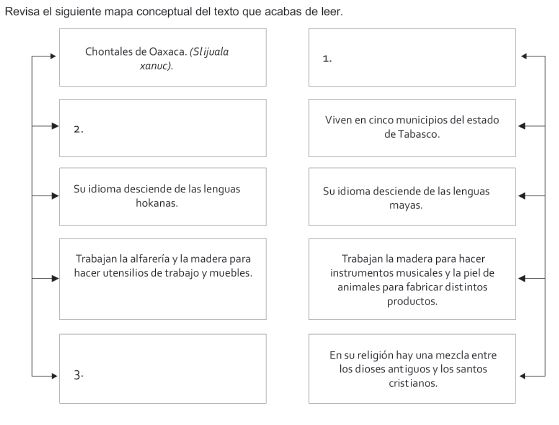 Revisa el siguiente mapa conceptual del texto que acabas de leer.
Chontales de Oaxaca. (Slijuala
xanuc).
1.
2.
Viven en cinco municipios del estado
de Tabasco.
Su idioma desciende de las lenguas
hokanas.
Su idioma desciende de las lenguas
mayas.
Trabajan la alfarería y la madera para
hacer utensilios de trabajo y muebles.
Trabajan la madera para hacer
instrumentos musicales y la piel de
animales para fabricar distintos
productos.
3.
En su religión hay una mezcla entre
los dioses antiguos y los santos
cristianos.